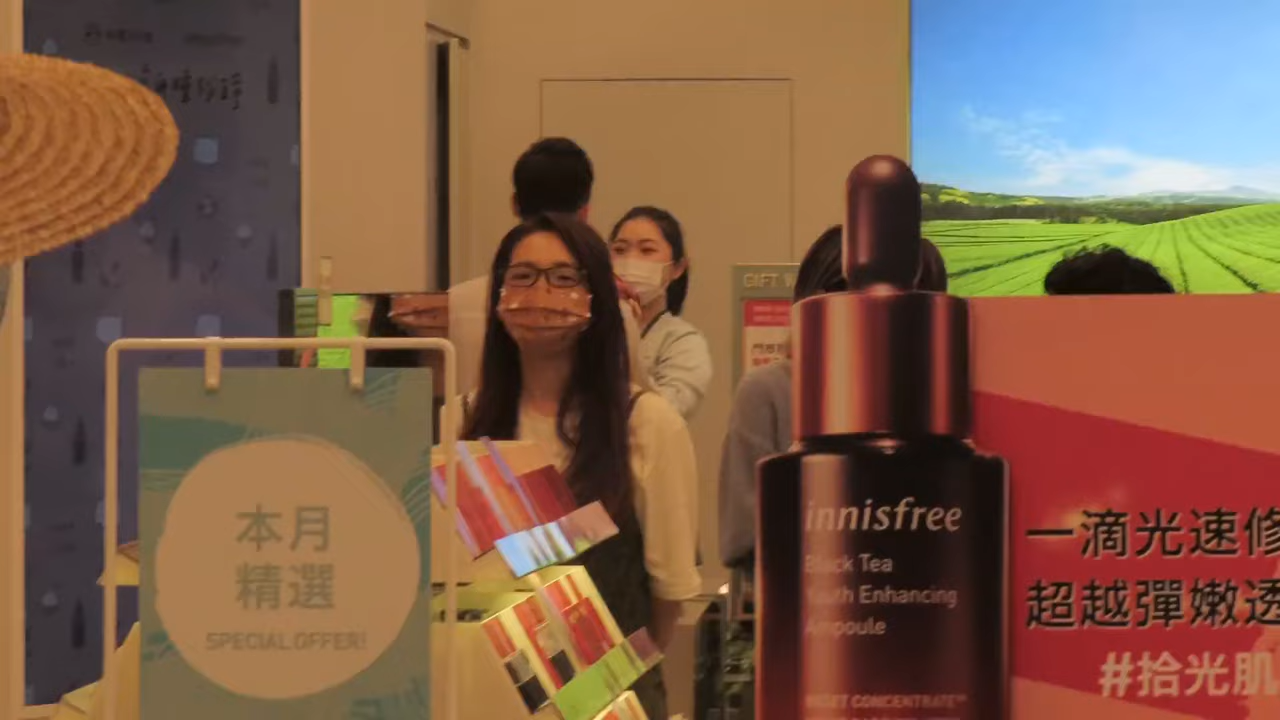 本月
精選
SPECIAL OFFER!
GIFT
innisfree
Black Tea
Youth Enhancing
Ampoule
一滴光速修
超越彈嫩透
#拾光肌